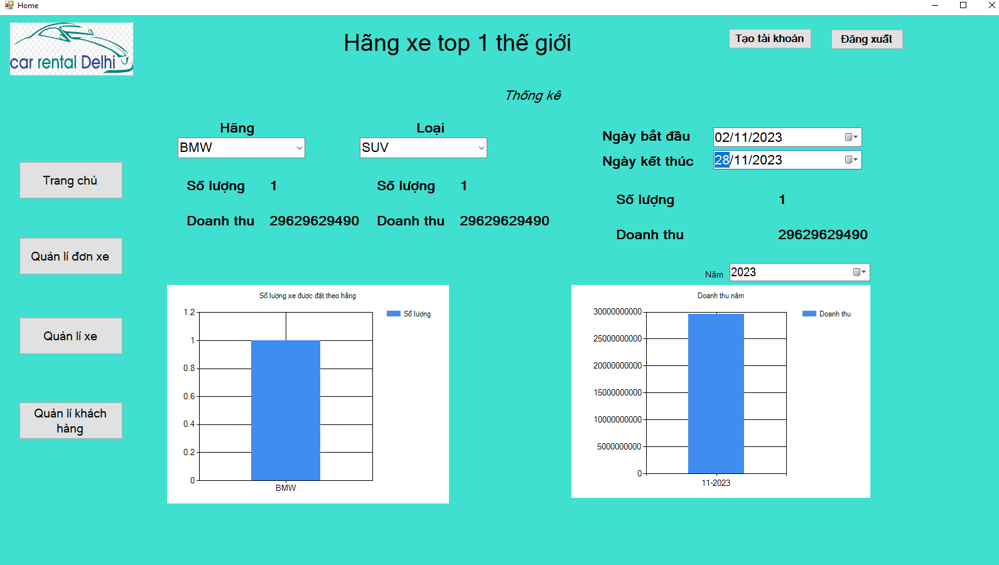 Home
car rental Delhi
Hãng xe top 1 thế giới
Tạo tài khoản
Đăng xuất
Thống kê
Hãng
BMW
Số lượng 1
Doanh thu 29629629490
Loại
SUV
Số lượng 1
Doanh thu 29629629490
Ngày bắt đầu 02/11/2023
Ngày kết thúc 28/11/2023
Số lượng 1
Doanh thu 29629629490
Trang chủ
Quản lí đơn xe
Quản lí xe
Quản lí khách
hàng
Số lượng xe được đặt theo hãng
Số lượng
1.2
1
0.8
0.6
0.4
0.2
0
BMW
Năm 2023
Doanh thu năm
Doanh thu
30000000000
25000000000
20000000000
15000000000
10000000000
5000000000
0
11-2023